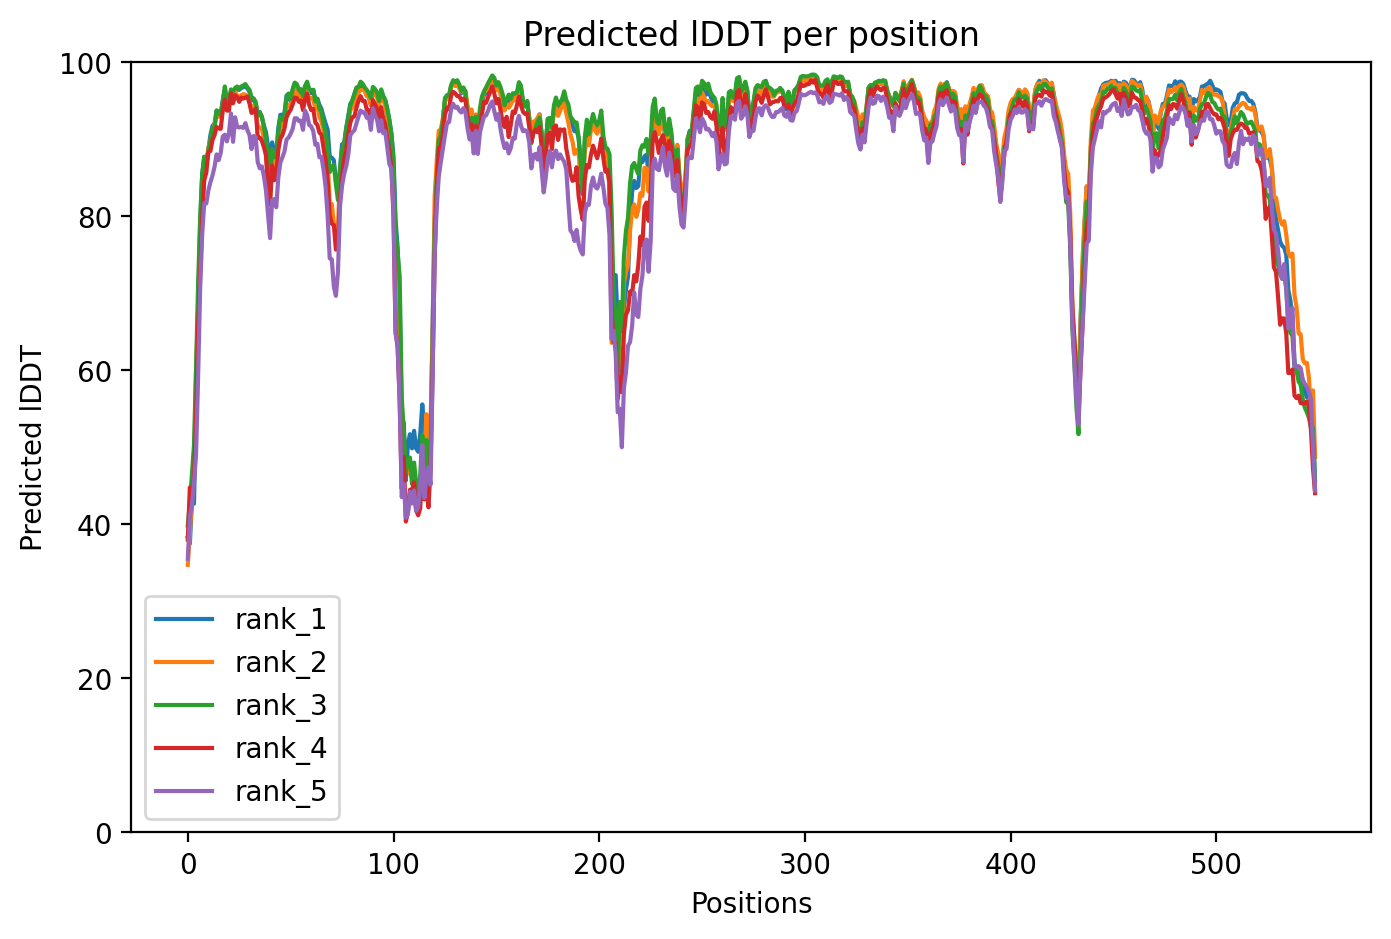 Predicted lDDT per position
100
80
60
40
20
0
Predicted lDDT
rank_1
rank_2
rank_3
rank_4
rank_5
0 100 200 300 400 500
Positions